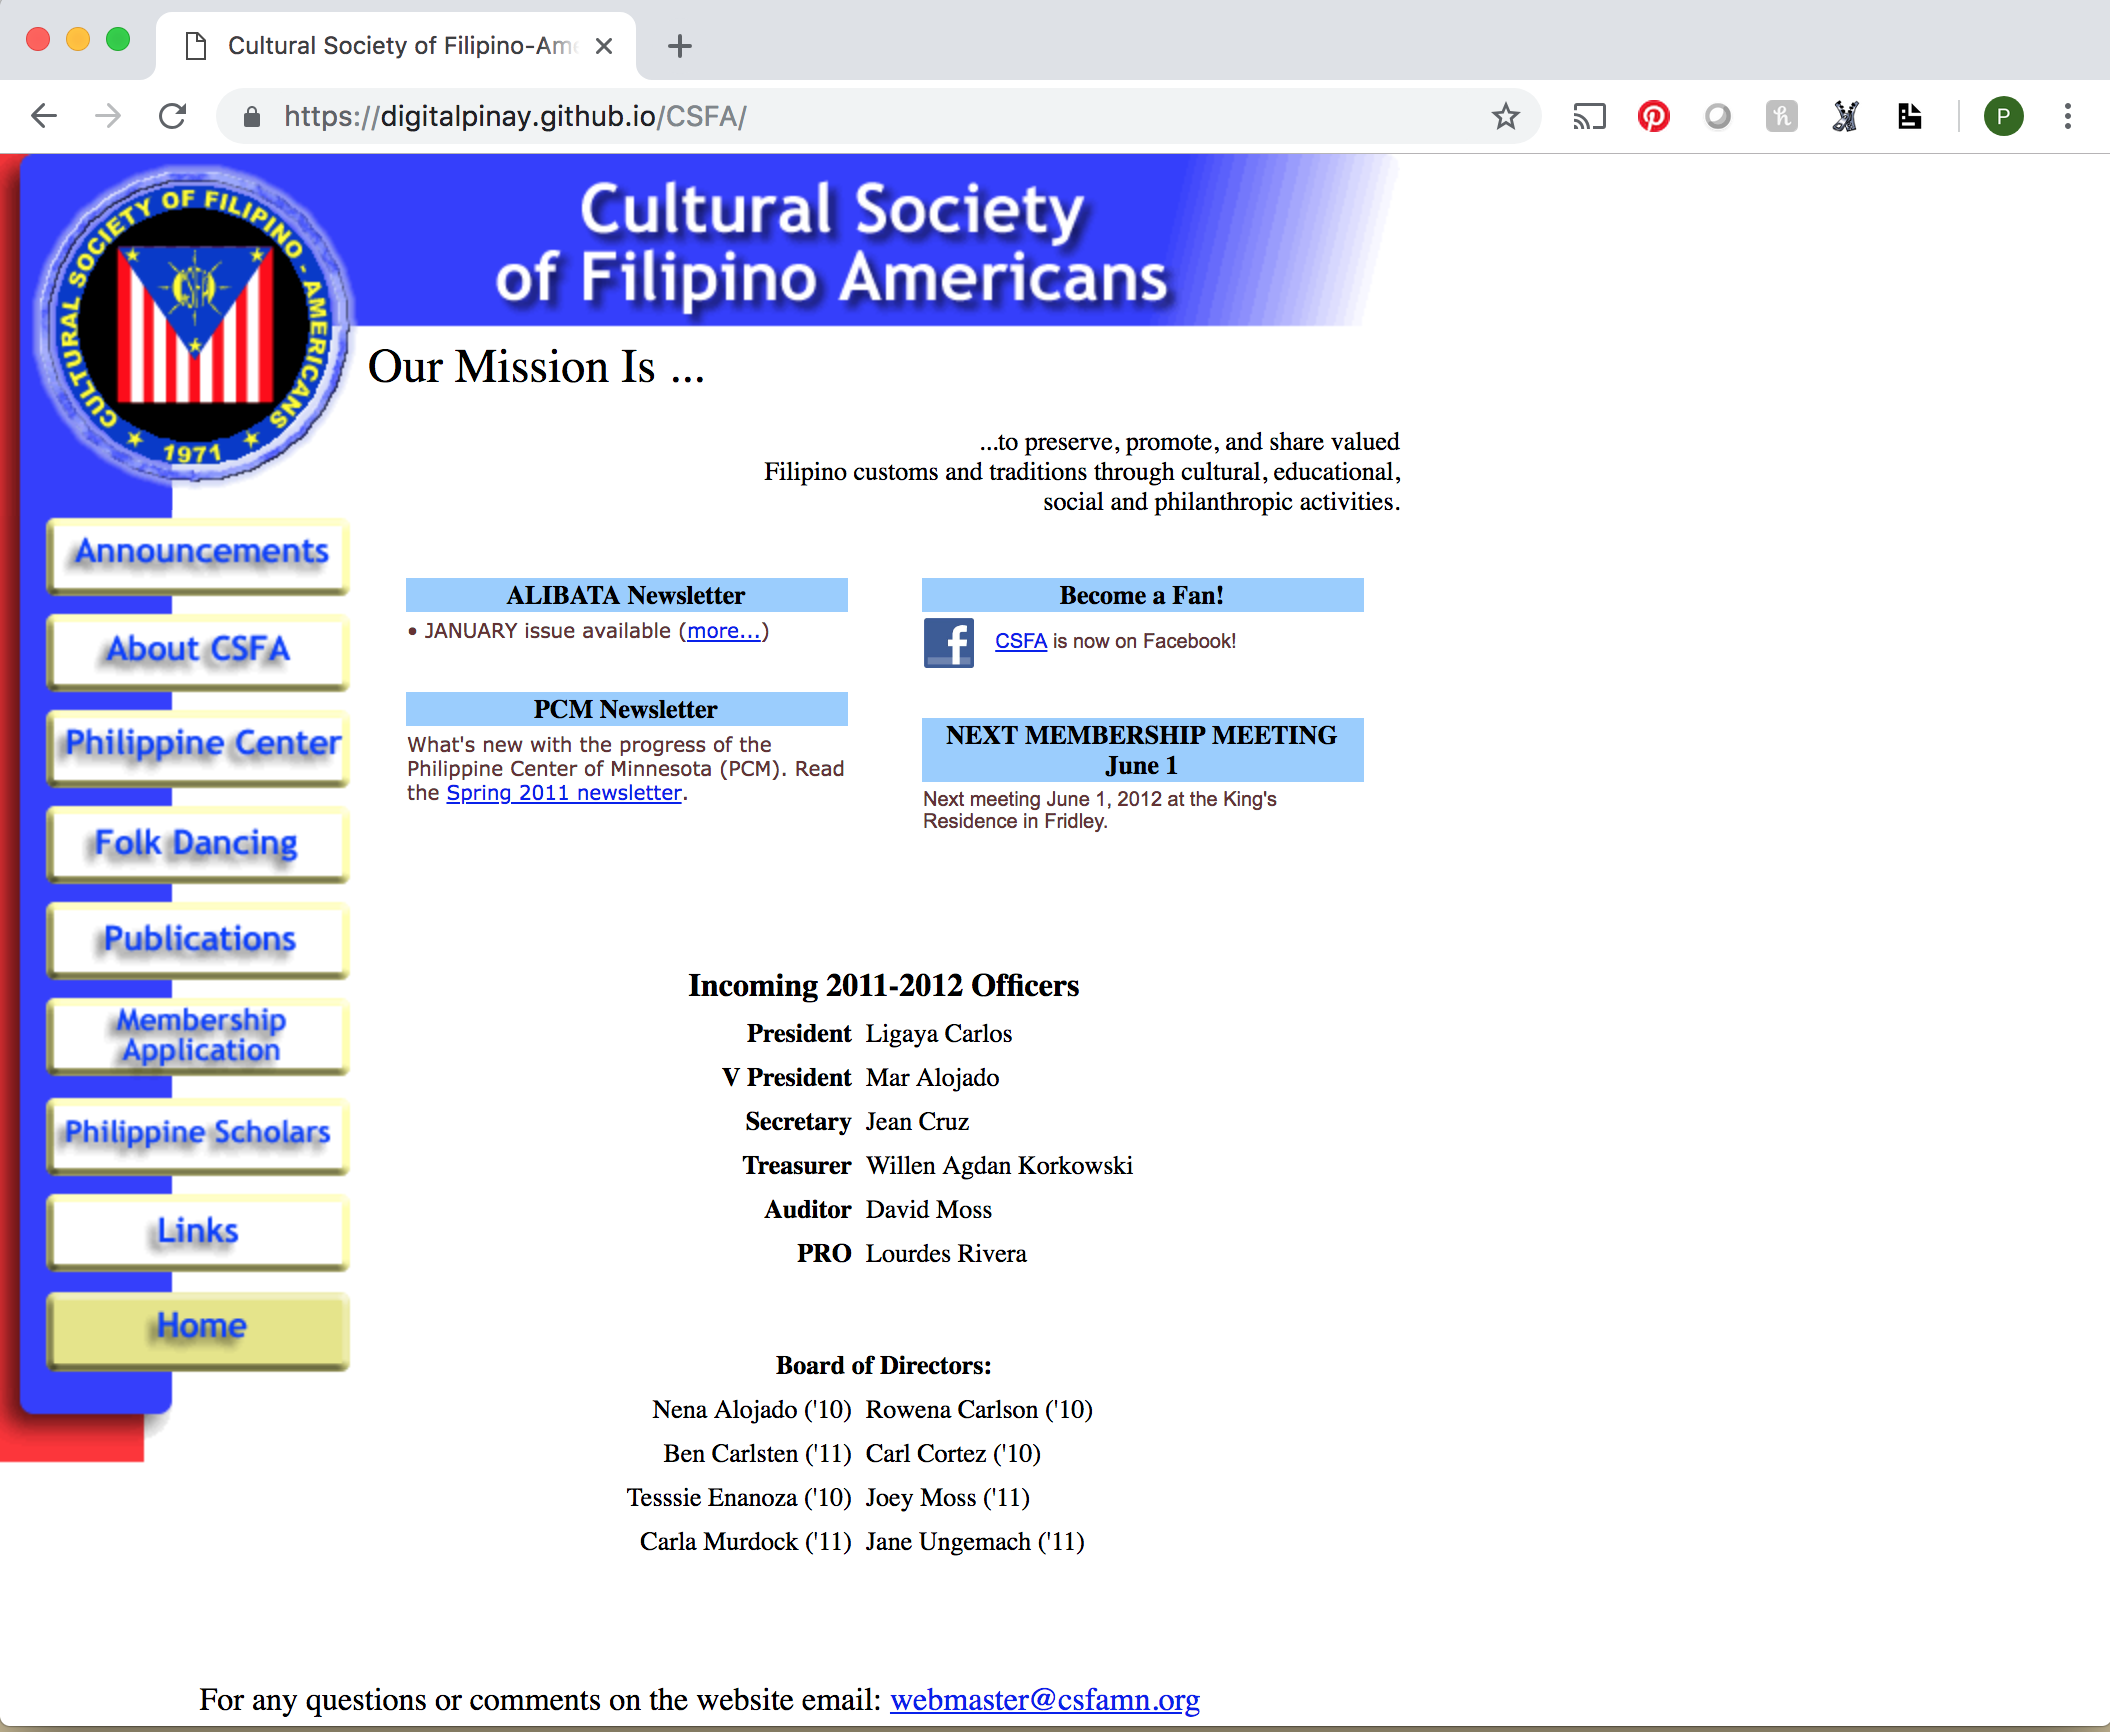 Cultural Society of Filipino-Ame
https://digitalpinay.github.io/CSFA/
P
CULTURAL SOCIETY OF FILIPINO - AMERICANS
CSFA
1971
Cultural Society
of Filipino Americans
Our Mission Is ...
...to preserve, promote, and share valued
Filipino customs and traditions through cultural, educational,
social and philanthropic activities.
Announcements
About CSFA
Philippine Center
Folk Dancing
Publications
Membership
Application
Philippine Scholars
Links
Home
ALIBATA Newsletter
• JANUARY issue available (more...)
PCM Newsletter
What's new with the progress of the
Philippine Center of Minnesota (PCM). Read
the Spring 2011 newsletter.
Become a Fan!
f
CSFA is now on Facebook!
NEXT MEMBERSHIP MEETING
June 1
Next meeting June 1, 2012 at the King's
Residence in Fridley.
Incoming 2011-2012 Officers
President Ligaya Carlos
V President Mar Alojado
Secretary Jean Cruz
Treasurer Willen Agdan Korkowski
Auditor David Moss
PRO Lourdes Rivera
Board of Directors:
Nena Alojado ('10) Rowena Carlson ('10)
Ben Carlsten ('11) Carl Cortez ('10)
Tesssie Enanoza ('10) Joey Moss ('11)
Carla Murdock ('11) Jane Ungemach ('11)
For any questions or comments on the website email: webmaster@csfamn.org